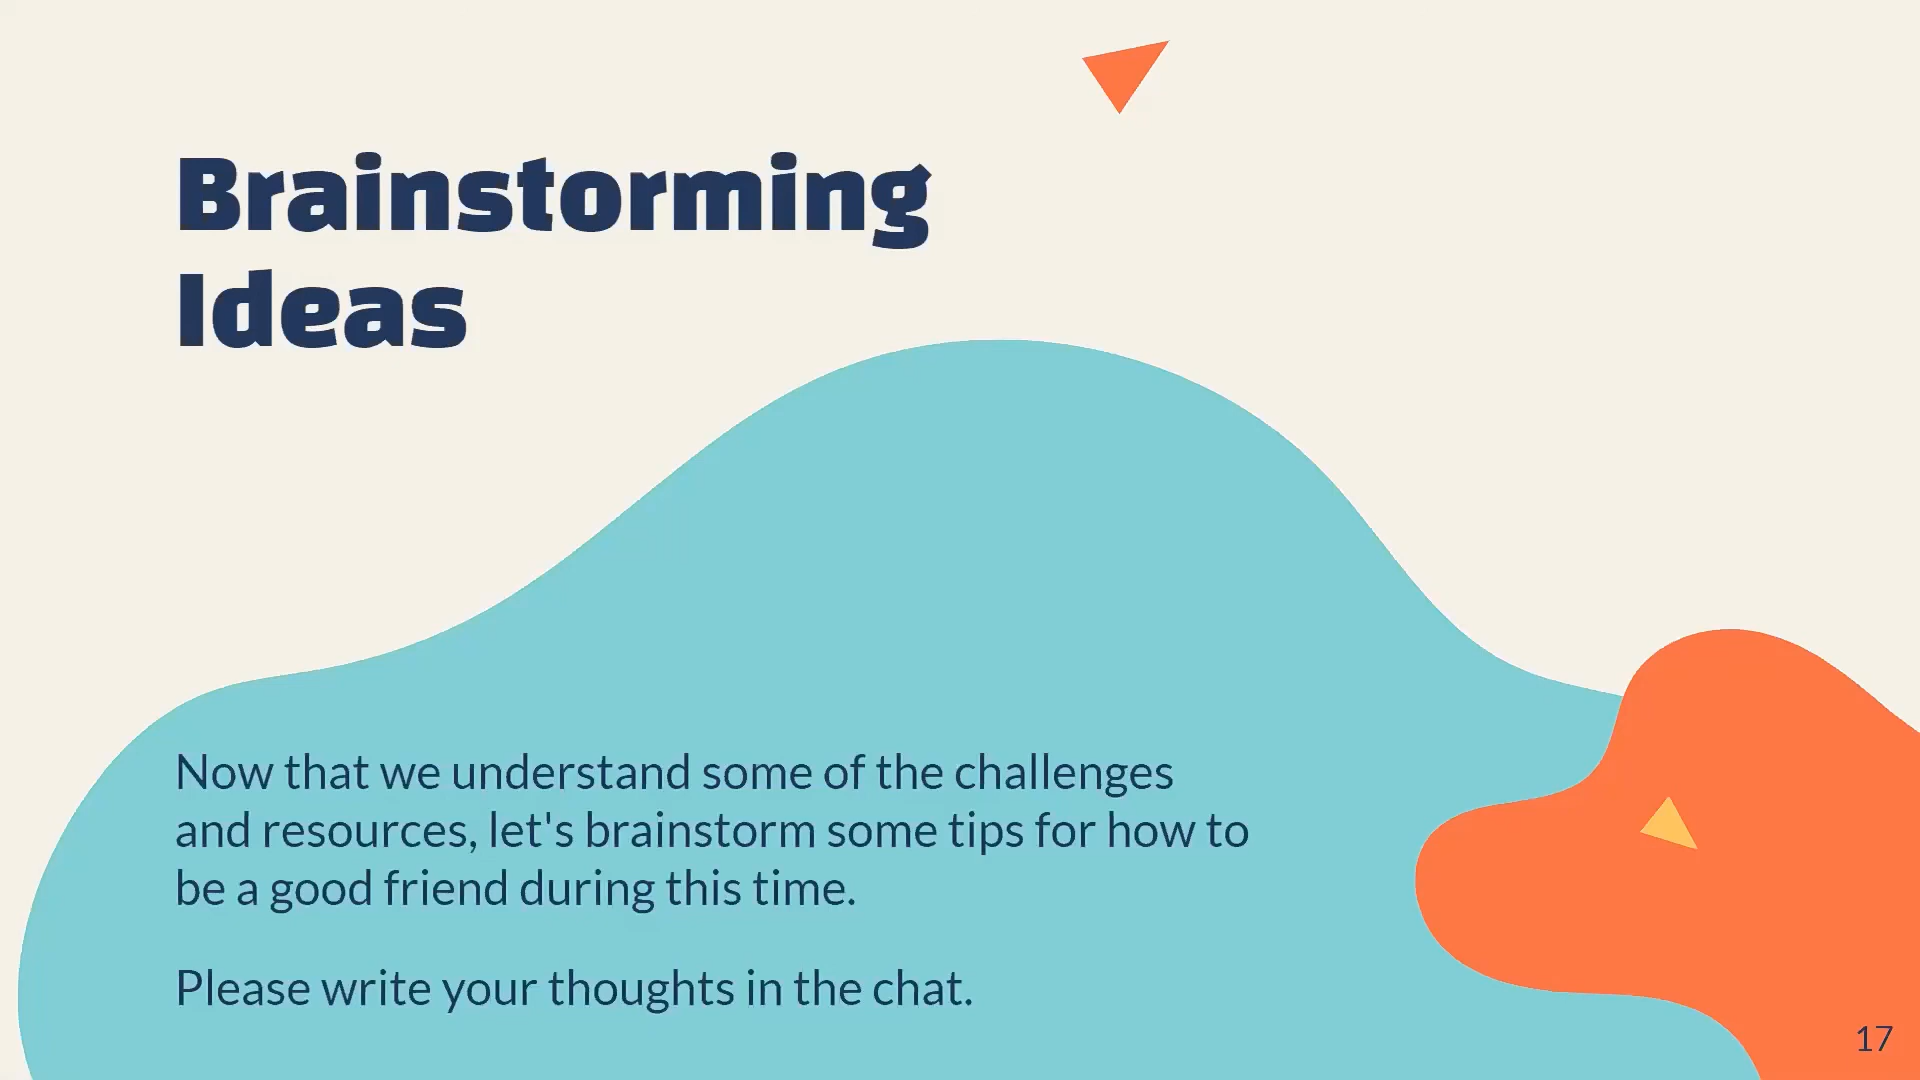 Brainstorming
Ideas
Now that we understand some of the challenges
and resources, let's brainstorm some tips for how to
be a good friend during this time.
Please write your thoughts in the chat.
17